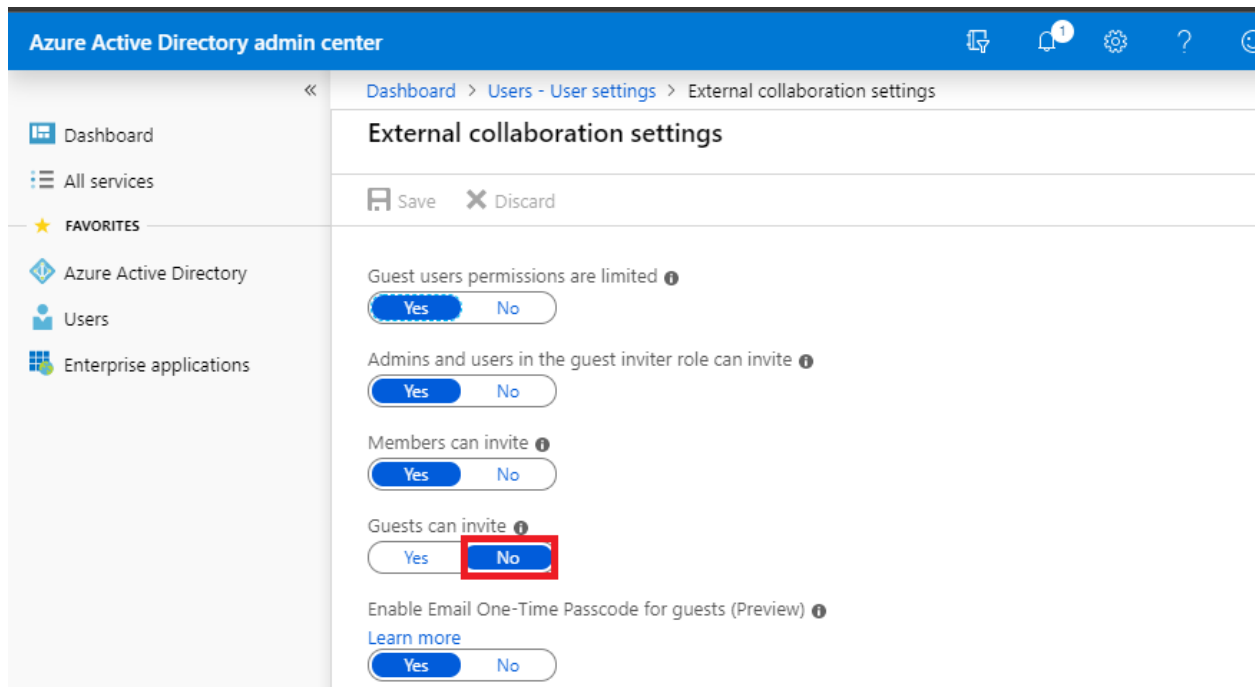 Azure Active Directory admin center
1
«
Dashboard > Users - User settings > External collaboration settings
Dashboard
External collaboration settings
All services
Save Discard
FAVORITES
Azure Active Directory
Guest users permissions are limited
Yes No
Users
Enterprise applications
Admins and users in the guest inviter role can invite
Yes No
Members can invite
Yes No
Guests can invite
Yes No
Enable Email One-Time Passcode for guests (Preview)
Learn more
Yes No